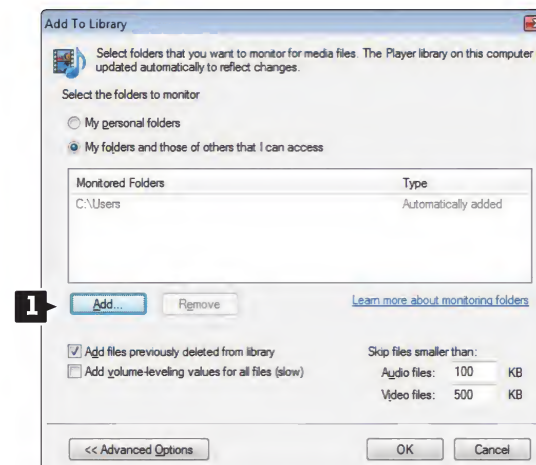 Add To Library
Select folders that you want to monitor for media files. The Player library on this computer
updated automatically to reflect changes.
Select the folders to monitor
My personal folders
My folders and those of others that I can access
Monitored Folders Type
C:\Users Automatically added
1
Add... Remove Learn more about monitoring folders
Add files previously deleted from library Skip files smaller than:
Add volume-leveling values for all files (slow) Audio files: 100 KB
Video files: 500 KB
<< Advanced Options OK Cancel